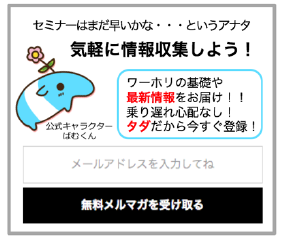 セミナーはまだ早いかな・・・というアナタ
気軽に情報収集しよう！
ワーホリの基礎や
最新情報をお届け！！
乗り遅れ心配なし！
タダだから今すぐ登録！
公式キャラクター
ぱむくん
メールアドレスを入力してね
無料メルマガを受け取る